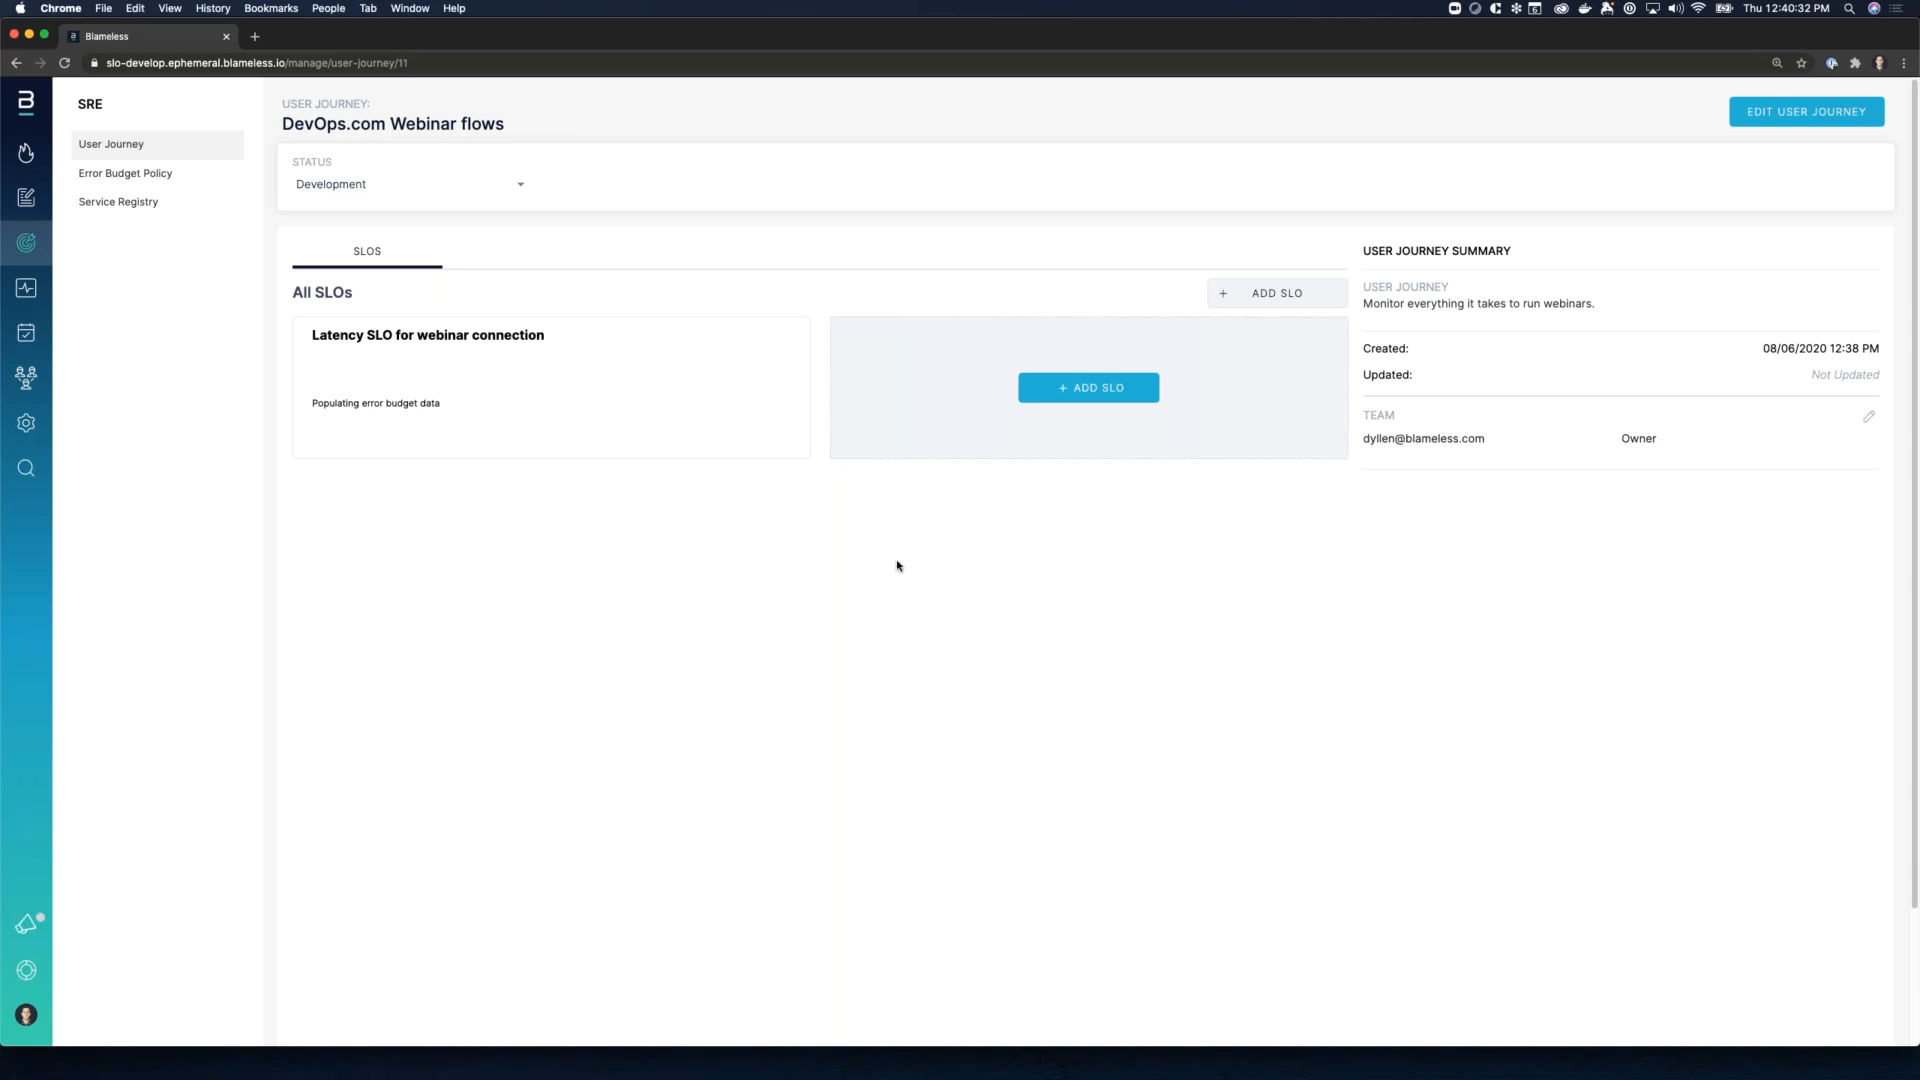 Chrome File Edit View History Bookmarks People Tab Window Help
6
Thu 12:40:32 PM
Blameless
slo-develop.ephemeral.blameless.io/manage/user-journey/11
B
SRE
User Journey
Error Budget Policy
Service Registry
USER JOURNEY:
DevOps.com Webinar flows
EDIT USER JOURNEY
STATUS
Development
SLOS
All SLOs
+ ADD SLO
Latency SLO for webinar connection
Populating error budget data
+ ADD SLO
USER JOURNEY SUMMARY
USER JOURNEY
Monitor everything it takes to run webinars.
Created: 08/06/2020 12:38 PM
Updated: Not Updated
TEAM
dyllen@blameless.com Owner